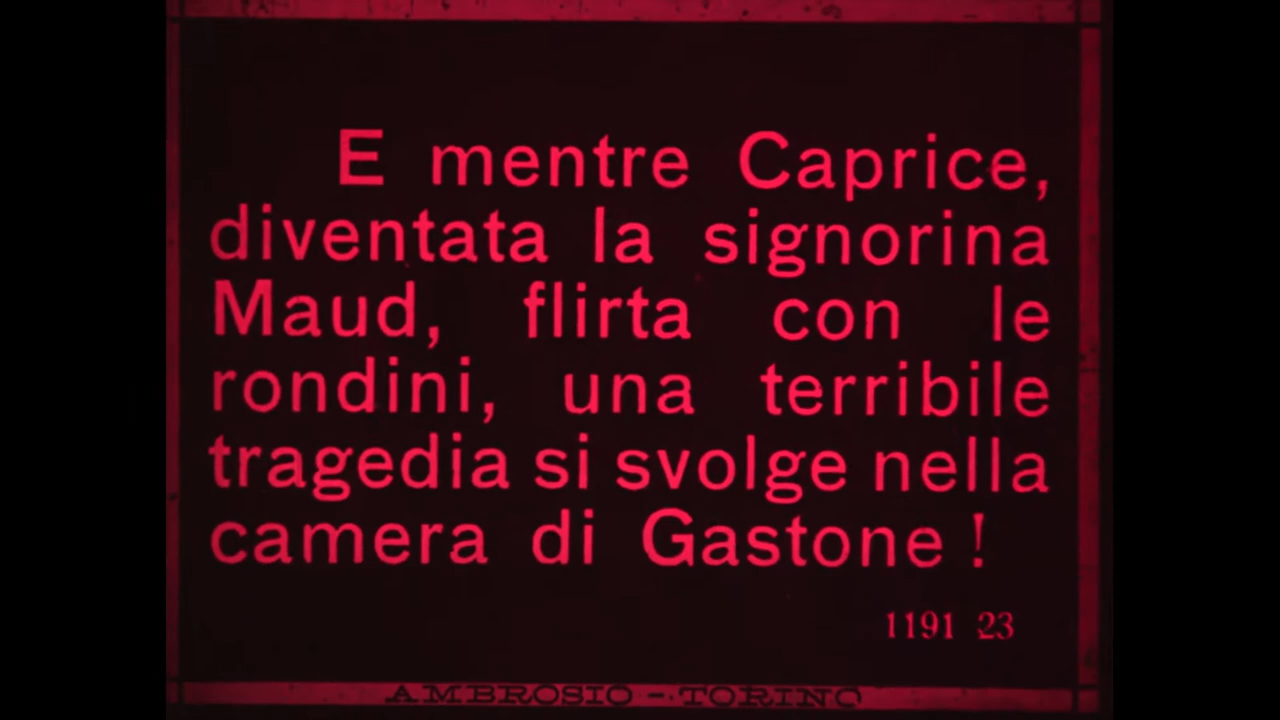 E mentre Caprice,
diventata la signorina
Maud, flirta con le
rondini, una terribile
tragedia si svolge nella
camera di Gastone !
1191 23
AMBROSIO - TORINO